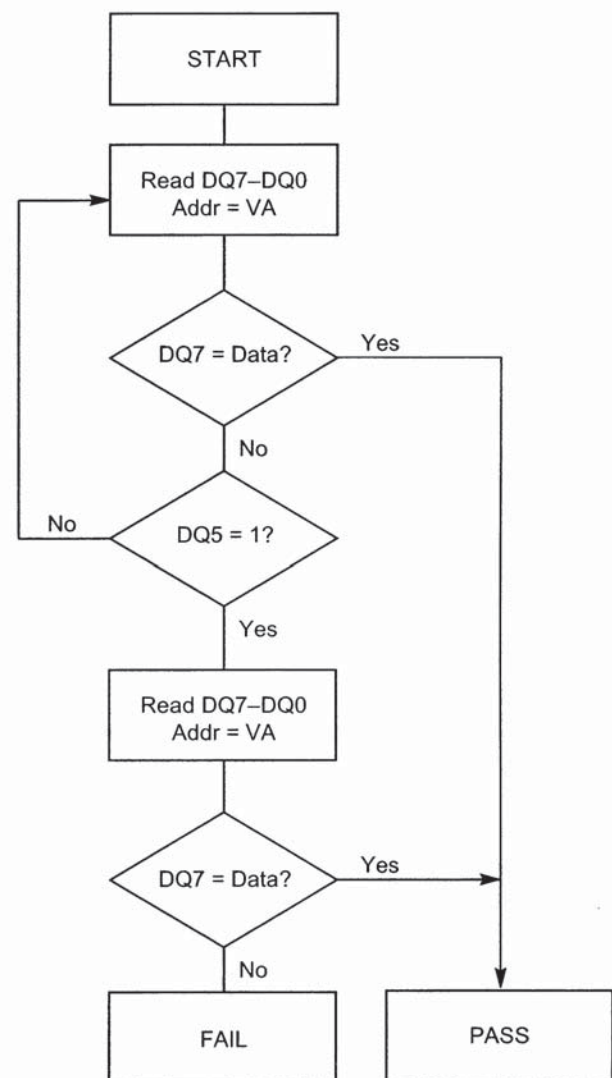 START
Read DQ7–DQ0
Addr = VA
DQ7 = Data?
Yes
No
DQ5 = 1?
No
Yes
Read DQ7–DQ0
Addr = VA
DQ7 = Data?
Yes
No
FAIL
PASS